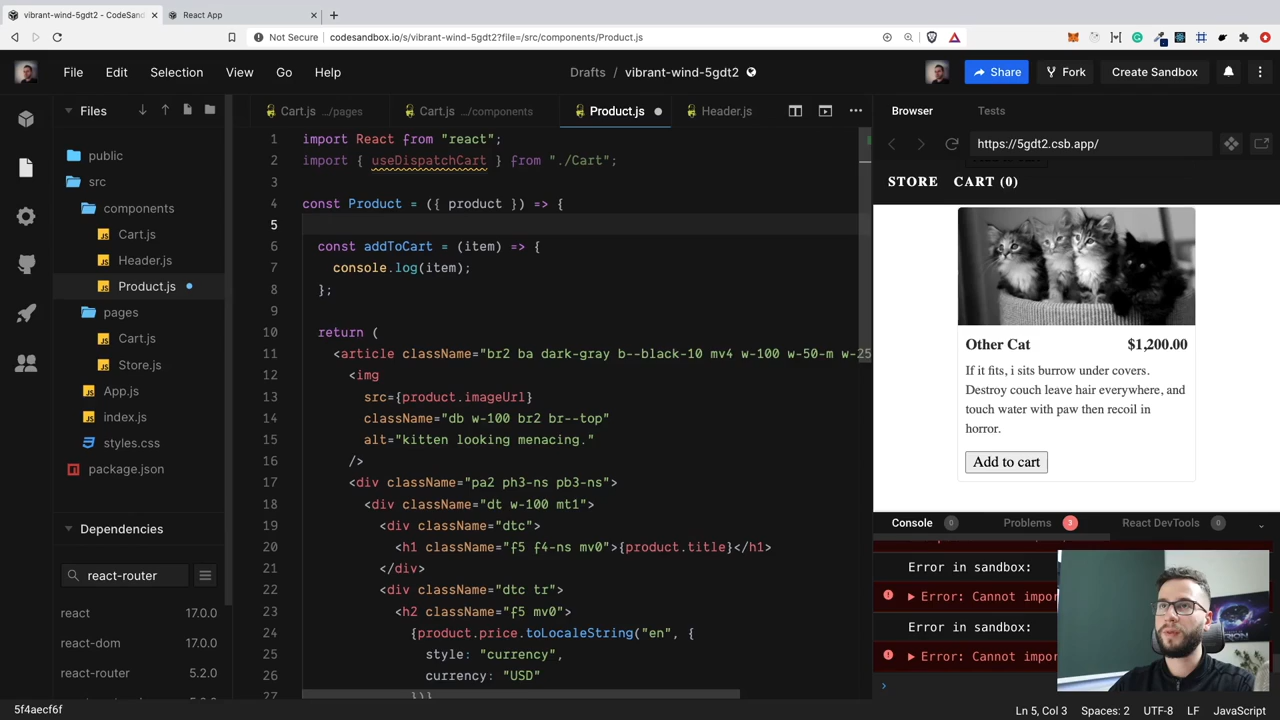 vibrant-wind-5gdt2 - CodeSand
React App
Not Secure
codesandbox.io/s/vibrant-wind-5gdt2?file=/src/components/Product.js
File
Edit
Selection
View
Go
Help
Drafts / vibrant-wind-5gdt2
Share
Fork
Create Sandbox
Files
public
src
components
Cart.js
Header.js
Product.js
pages
Cart.js
Store.js
App.js
index.js
styles.css
package.json
Dependencies
react-router
react 17.0.0
react-dom 17.0.0
react-router 5.2.0
Cart.js .../pages
Cart.js .../components
Product.js
Header.js
1 import React from "react";
2 import { useDispatchCart } from "./Cart";
3
4 const Product = ({ product }) => {
5
6 const addToCart = (item) => {
7 console.log(item);
8 };
9
10 return (
11 <article className="br2 ba dark-gray b--black-10 mv4 w-100 w-50-m w-25
12 <img
13 src={product.imageUrl}
14 className="db w-100 br2 br--top"
15 alt="kitten looking menacing."
16 />
17 <div className="pa2 ph3-ns pb3-ns">
18 <div className="dt w-100 mt1">
19 <div className="dtc">
20 <h1 className="f5 f4-ns mv0">{product.title}</h1>
21 </div>
22 <div className="dtc tr">
23 <h2 className="f5 mv0">
24 {product.price.toLocaleString("en", {
25 style: "currency",
26 currency: "USD"
27 })}
Browser
Tests
https://5gdt2.csb.app/
STORE CART (0)
Other Cat $1,200.00
If it fits, i sits burrow under covers.
Destroy couch leave hair everywhere, and
touch water with paw then recoil in
horror.
Add to cart
Console 0
Problems 3
React DevTools 0
Error in sandbox:
Error: Cannot impor
Error in sandbox:
Error: Cannot impor
5f4aecf6f
Ln 5, Col 3
Spaces: 2
UTF-8
LF
JavaScript